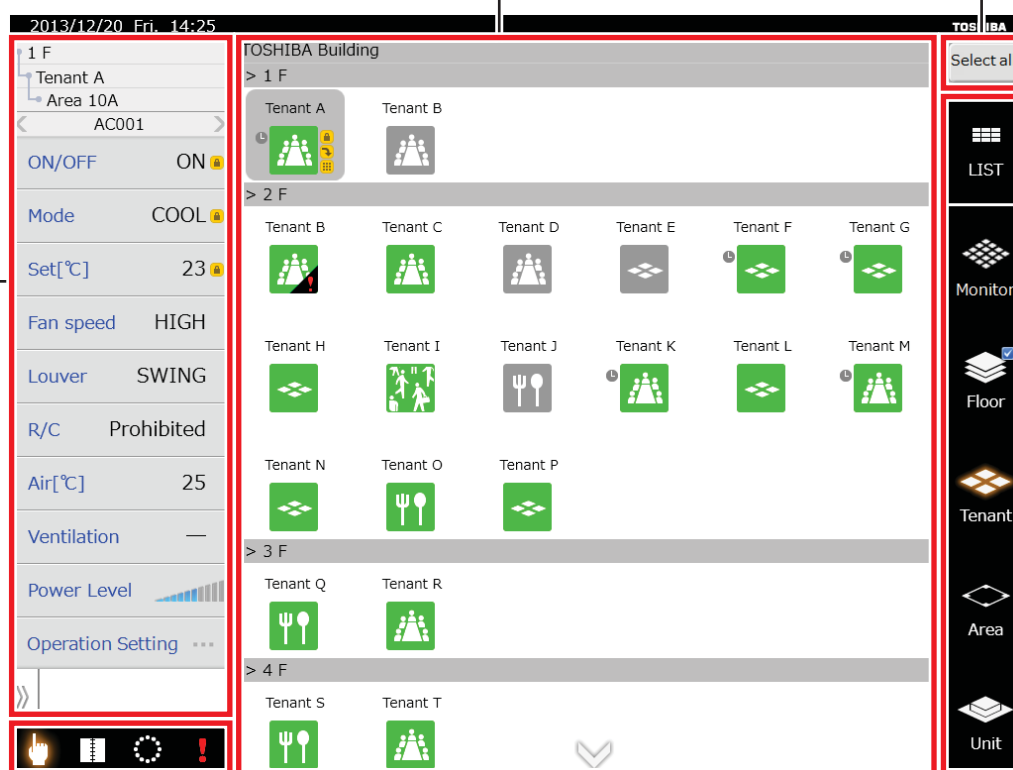 2013/12/20 Fri. 14:25
TOSHIBA
1 F
Tenant A
Area 10A
AC001
ON/OFF ON
Mode COOL
Set[℃] 23
Fan speed HIGH
Louver SWING
R/C Prohibited
Air[℃] 25
Ventilation —
Power Level
Operation Setting ...
TOSHIBA Building
> 1 F
Tenant A Tenant B
> 2 F
Tenant B Tenant C Tenant D Tenant E Tenant F Tenant G
Tenant H Tenant I Tenant J Tenant K Tenant L Tenant M
Tenant N Tenant O Tenant P
> 3 F
Tenant Q Tenant R
> 4 F
Tenant S Tenant T
Select al
LIST
Monitor
Floor
Tenant
Area
Unit